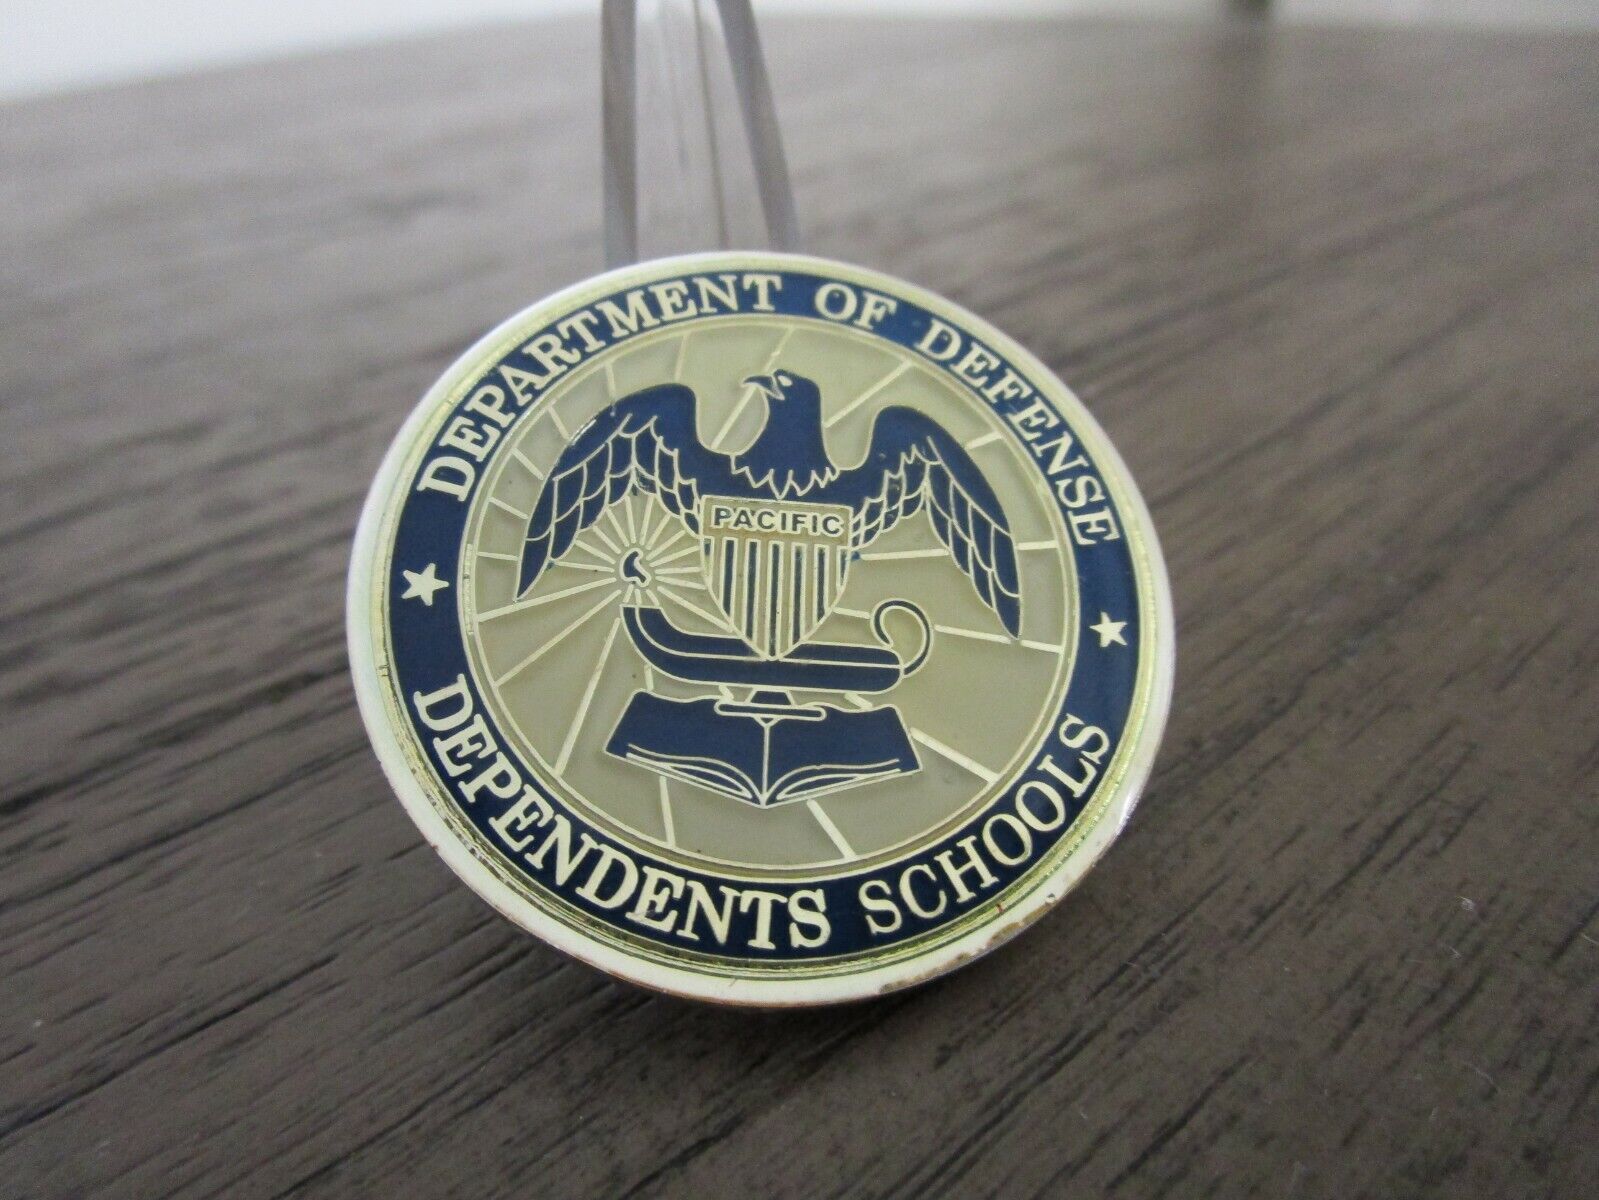 DEPARTMENT OF DEFENSE
PACIFIC
DEPENDENTS SCHOOLS